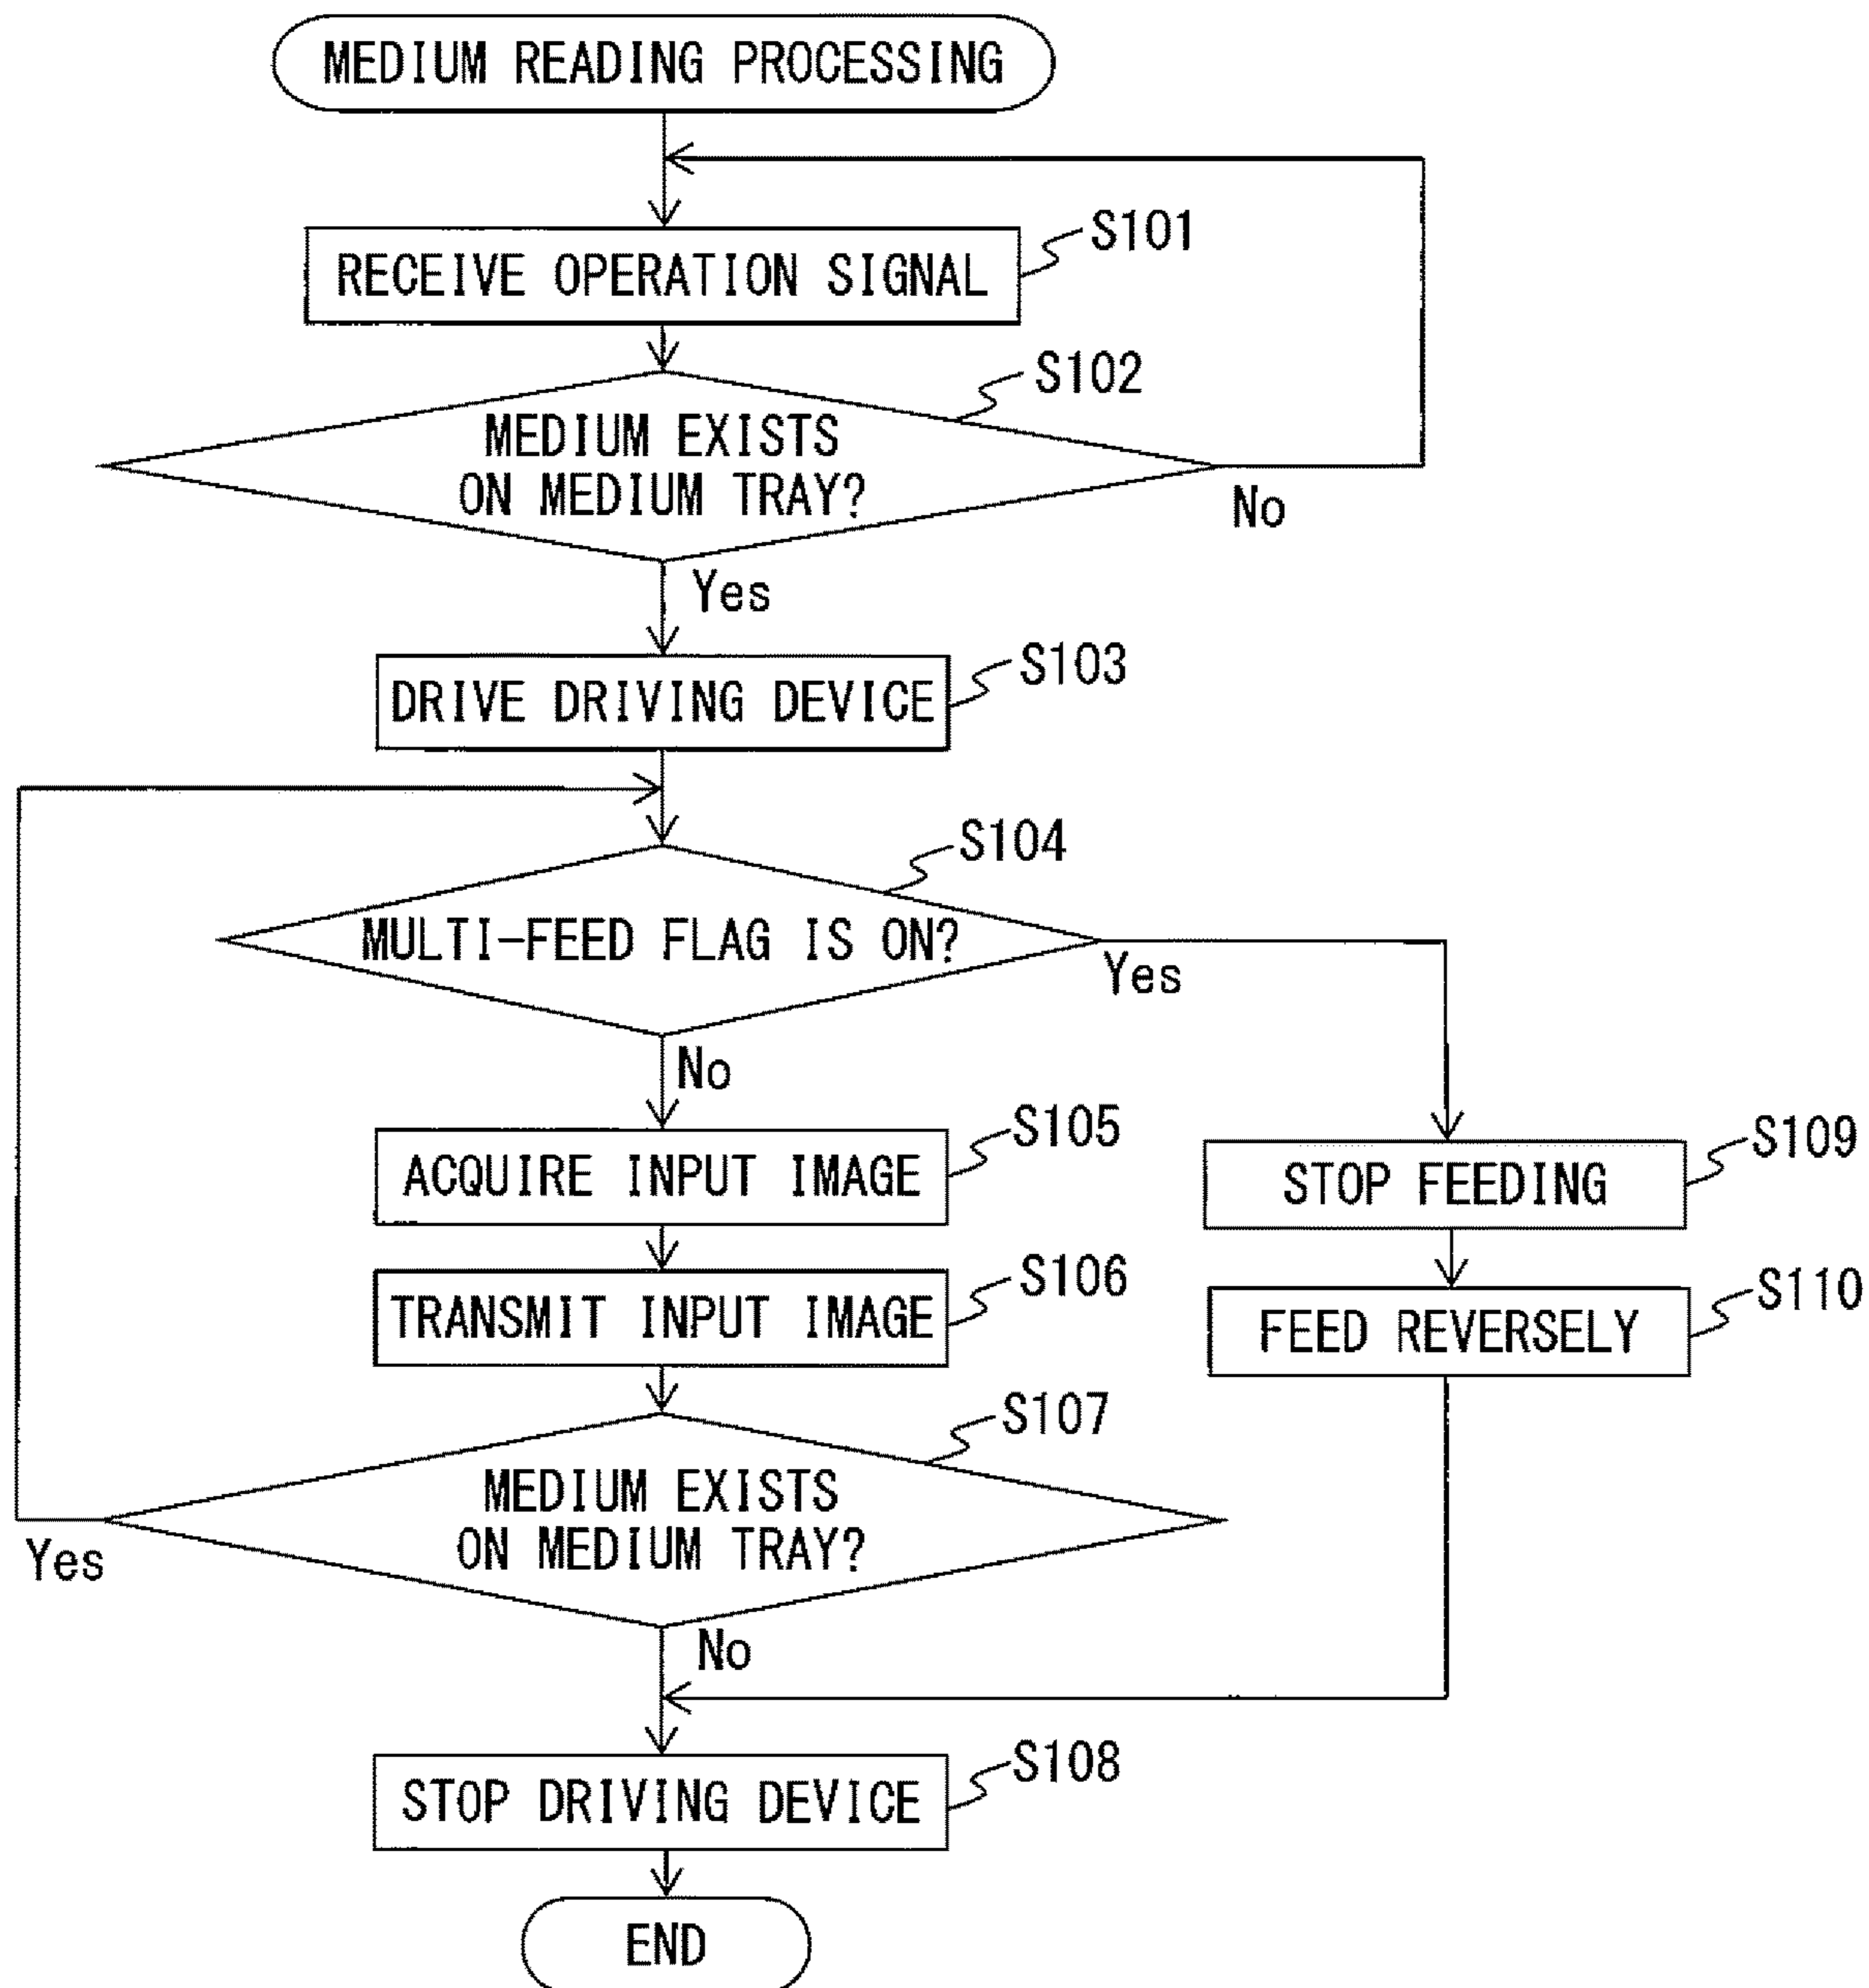 MEDIUM READING PROCESSING
S101
RECEIVE OPERATION SIGNAL
S102
MEDIUM EXISTS
ON MEDIUM TRAY?
No
Yes
S103
DRIVE DRIVING DEVICE
S104
MULTI-FEED FLAG IS ON?
Yes
No
S105
ACQUIRE INPUT IMAGE
S109
STOP FEEDING
S106
TRANSMIT INPUT IMAGE
S110
FEED REVERSELY
S107
MEDIUM EXISTS
ON MEDIUM TRAY?
Yes
No
S108
STOP DRIVING DEVICE
END